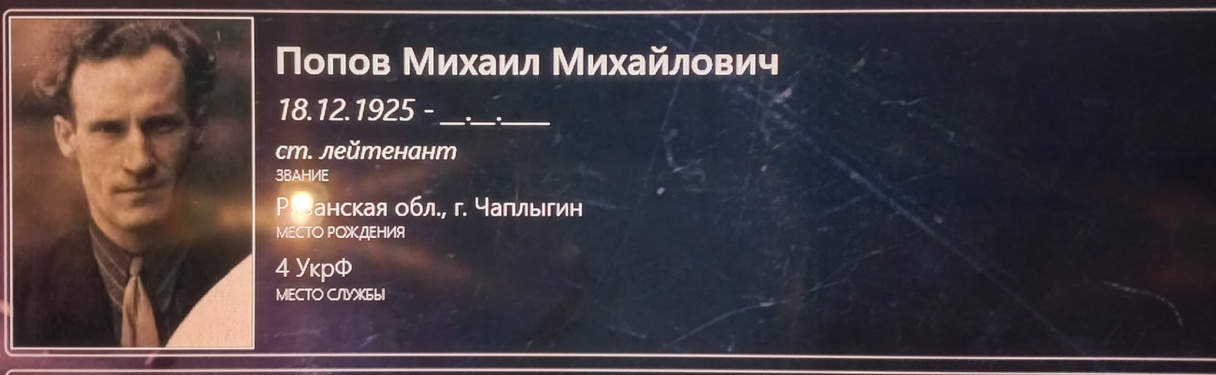 Попов Михаил Михайлович
18.12.1925 - __.__.___
ст. лейтенант
ЗВАНИЕ
обл., г. Чаплыгин
МЕСТО РОЖДЕНИЯ
4 УкрФ
МЕСТО СЛУЖБЫ